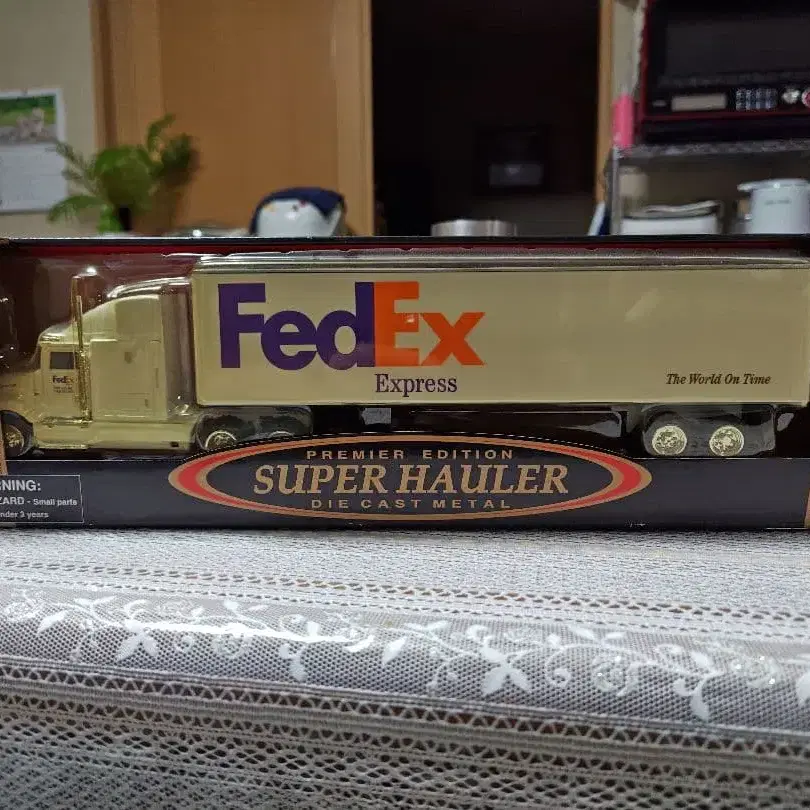 FedEx
Express
The World On Time
FedEx
PREMIER EDITION
SUPER HAULER
DIE CAST METAL
NING:
ZARD - Small parts
nder 3 years